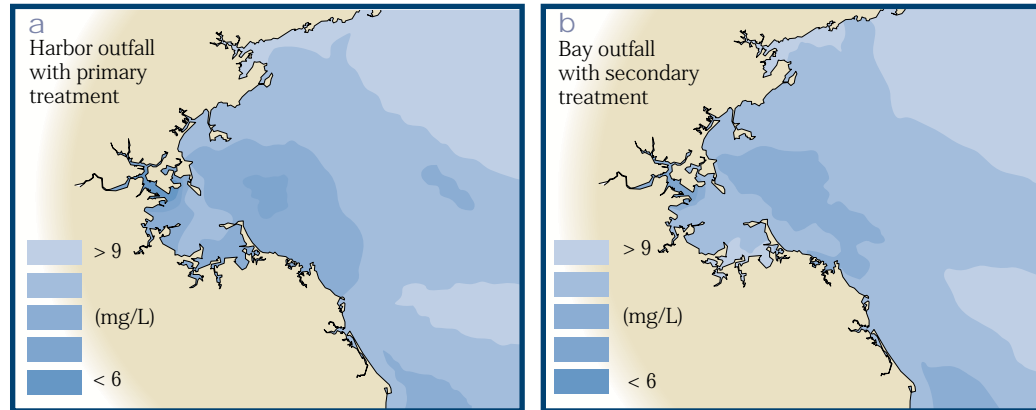 a
Harbor outfall
with primary
treatment
> 9
(mg/L)
< 6
b
Bay outfall
with secondary
treatment
> 9
(mg/L)
< 6